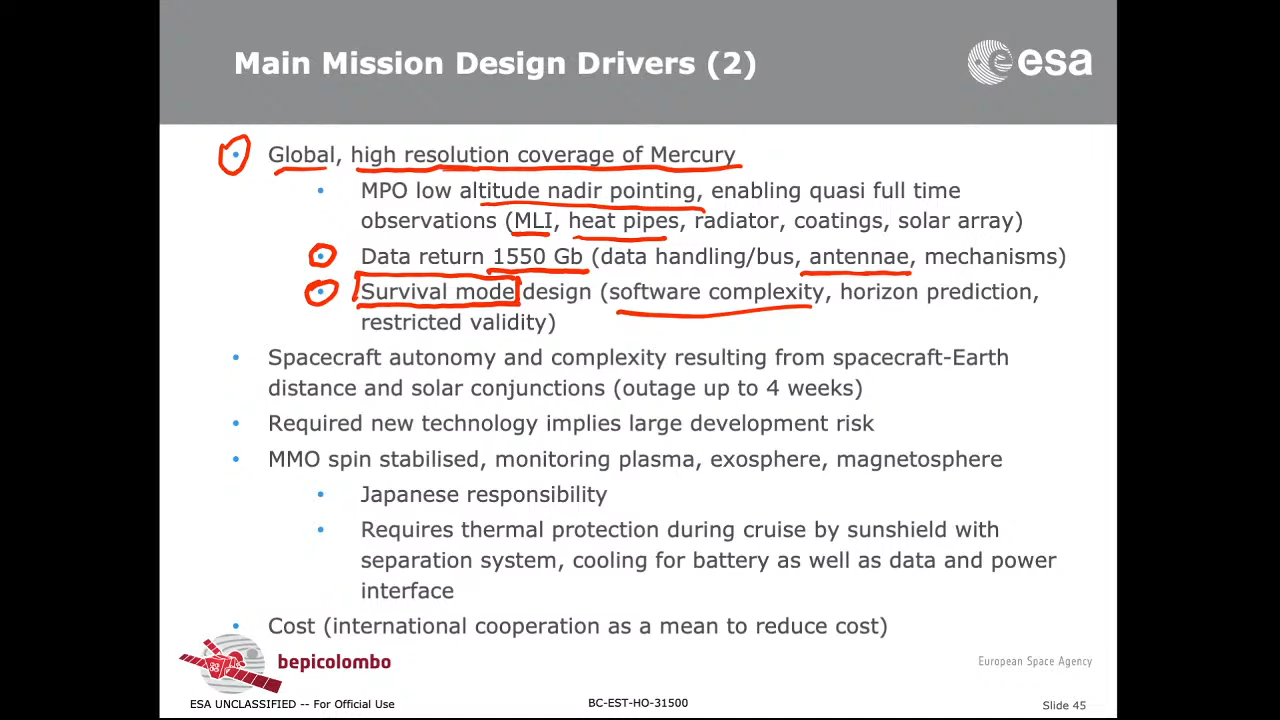 Main Mission Design Drivers (2)
esa
• Global, high resolution coverage of Mercury
• MPO low altitude nadir pointing, enabling quasi full time
observations (MLI, heat pipes, radiator, coatings, solar array)
• Data return 1550 Gb (data handling/bus, antennae, mechanisms)
• Survival mode design (software complexity, horizon prediction,
restricted validity)
• Spacecraft autonomy and complexity resulting from spacecraft-Earth
distance and solar conjunctions (outage up to 4 weeks)
• Required new technology implies large development risk
• MMO spin stabilised, monitoring plasma, exosphere, magnetosphere
• Japanese responsibility
• Requires thermal protection during cruise by sunshield with
separation system, cooling for battery as well as data and power
interface
• Cost (international cooperation as a mean to reduce cost)
bepicolombo
European Space Agency
ESA UNCLASSIFIED -- For Official Use
BC-EST-HO-31500
Slide 45